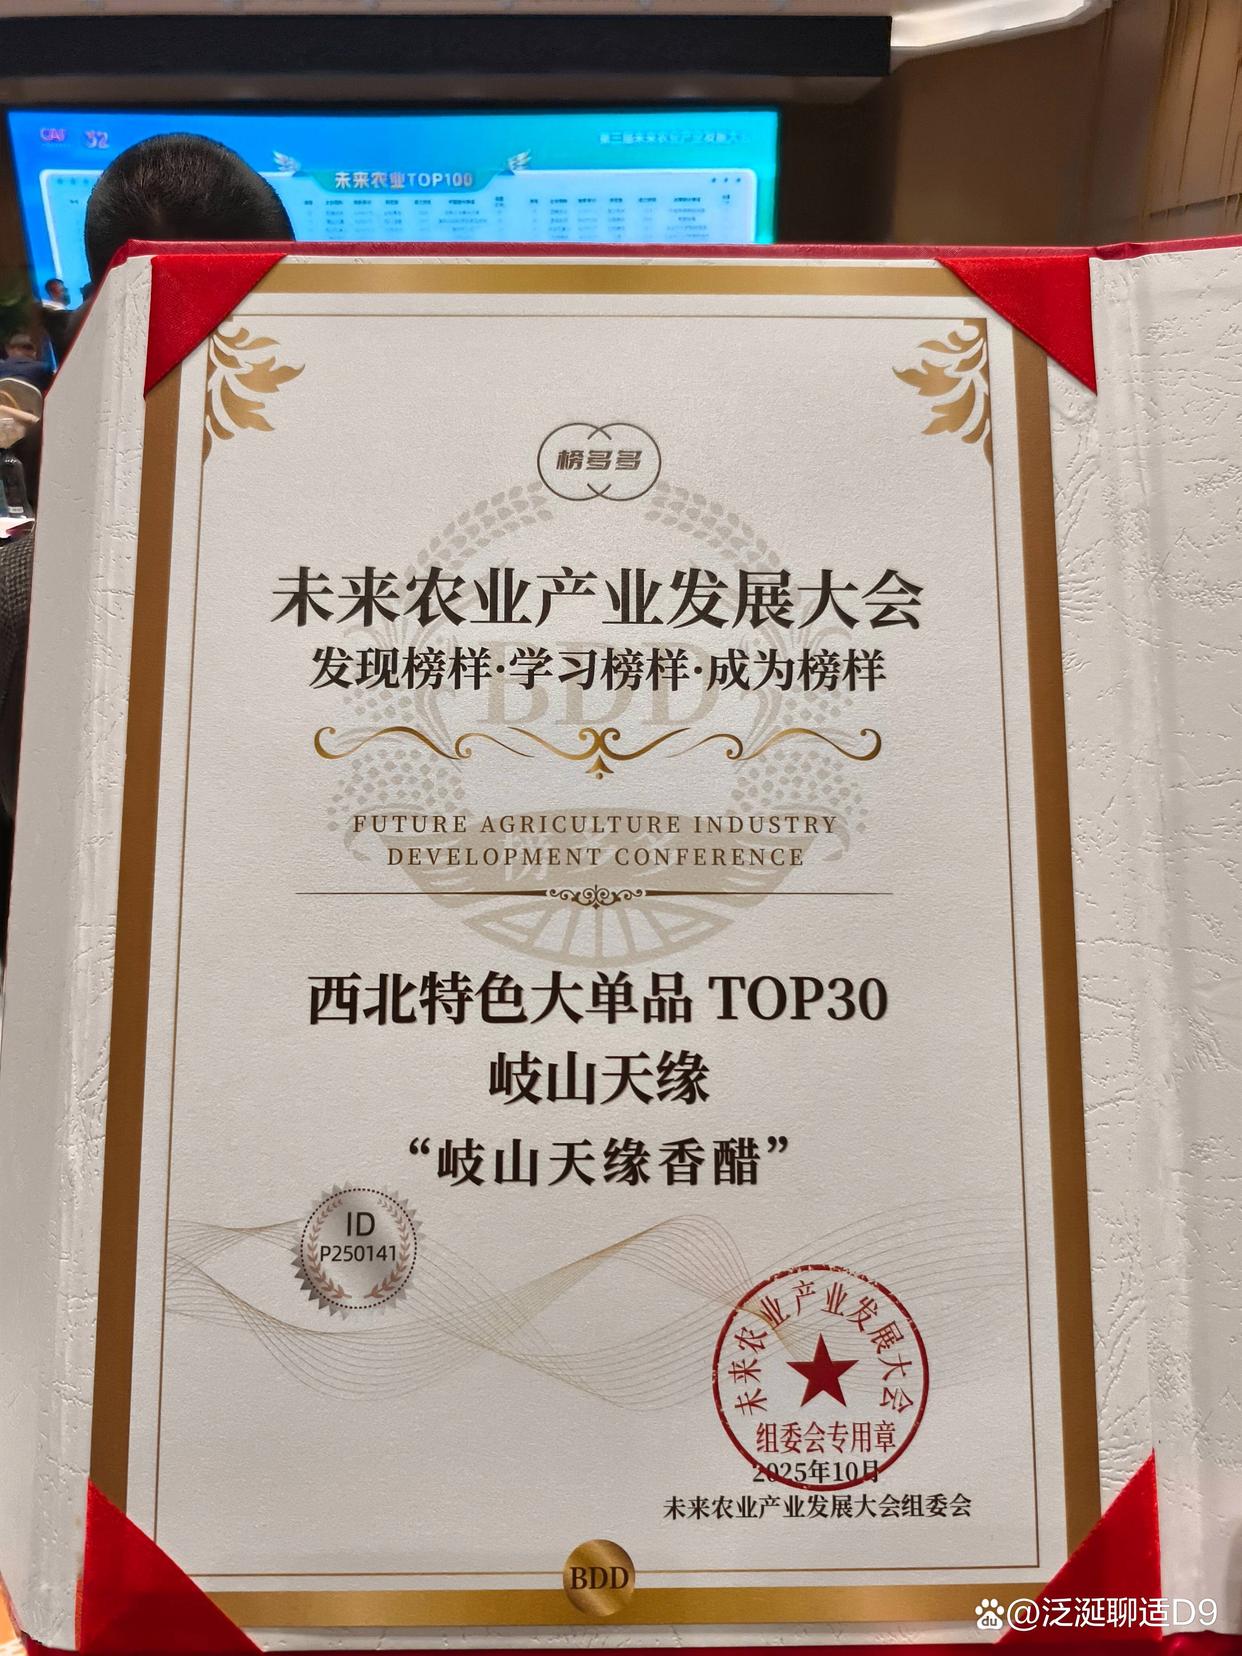 未来农业TOP100
榜多多
未来农业产业发展大会
发现榜样·学习榜样·成为榜样
BDD
FUTURE AGRICULTURE INDUSTRY
DEVELOPMENT CONFERENCE
西北特色大单品 TOP30
岐山天缘
“岐山天缘香醋”
ID
P250141
未来农业产业发展大会
组委会专用章
2025年10月
未来农业产业发展大会组委会
BDD
du@泛涎聊适D9